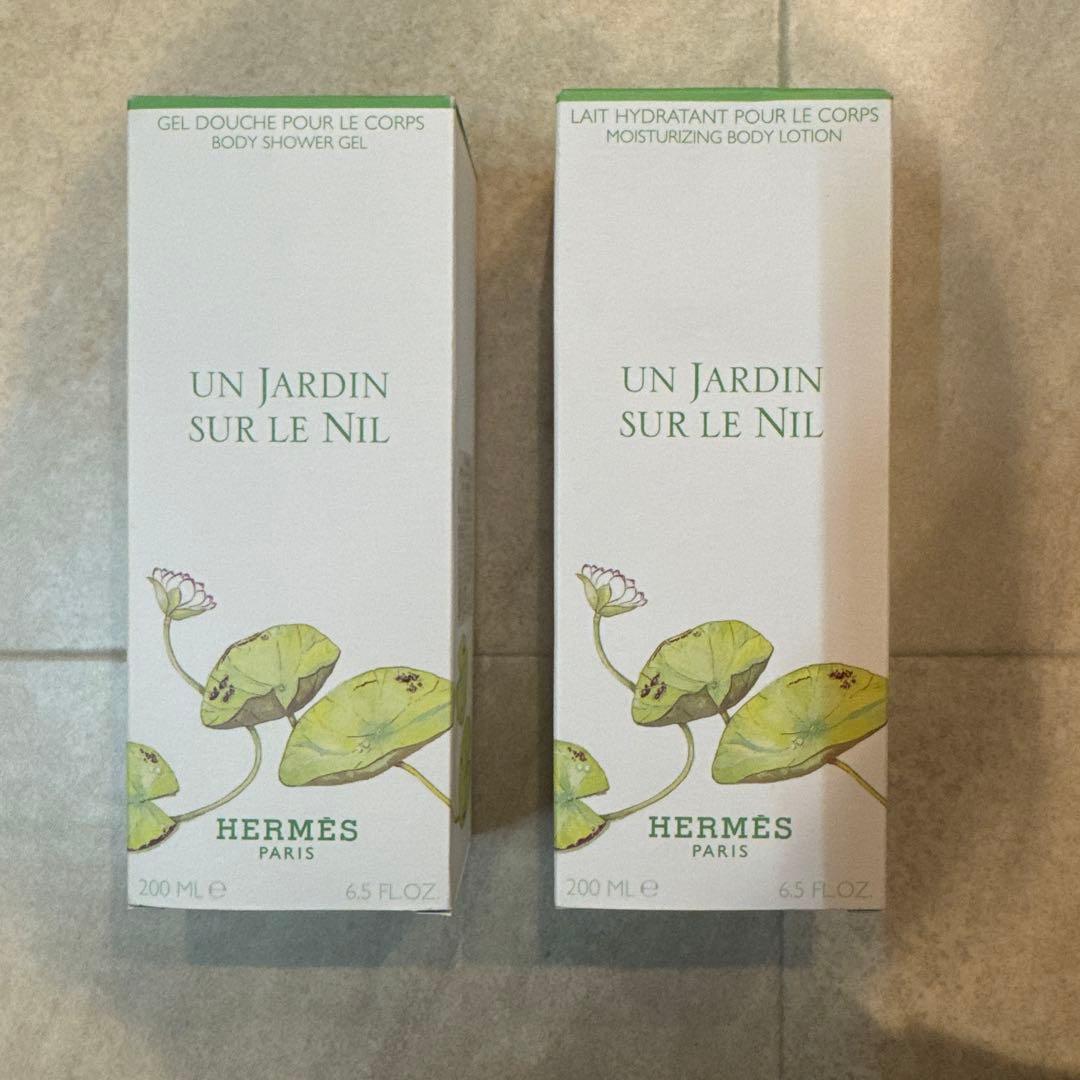 GEL DOUCHE POUR LE CORPS
BODY SHOWER GEL
UN JARDIN
SUR LE NIL
HERMÈS
PARIS
200 ML ℮
6.5 FL.OZ.
LAIT HYDRATANT POUR LE CORPS
MOISTURIZING BODY LOTION
UN JARDIN
SUR LE NIL
HERMÈS
PARIS
200 ML ℮
6.5 FL.OZ.